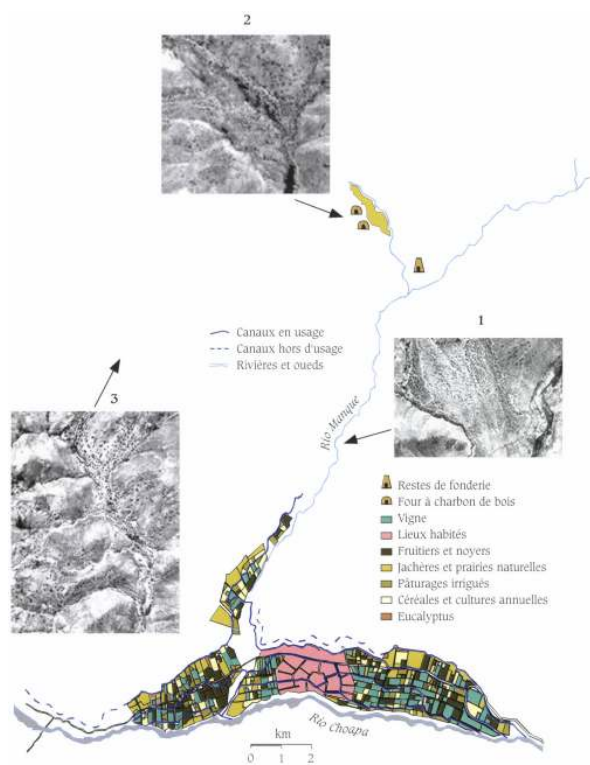 2
Canaux en usage
Canaux hors d'usage
Rivières et oueds
1
Río Manque
3
Restes de fonderie
Four à charbon de bois
Vigne
Lieux habités
Fruitiers et noyers
Jachères et prairies naturelles
Pâturages irrigués
Céréales et cultures annuelles
Eucalyptus
Río Choapa
km
0 1 2